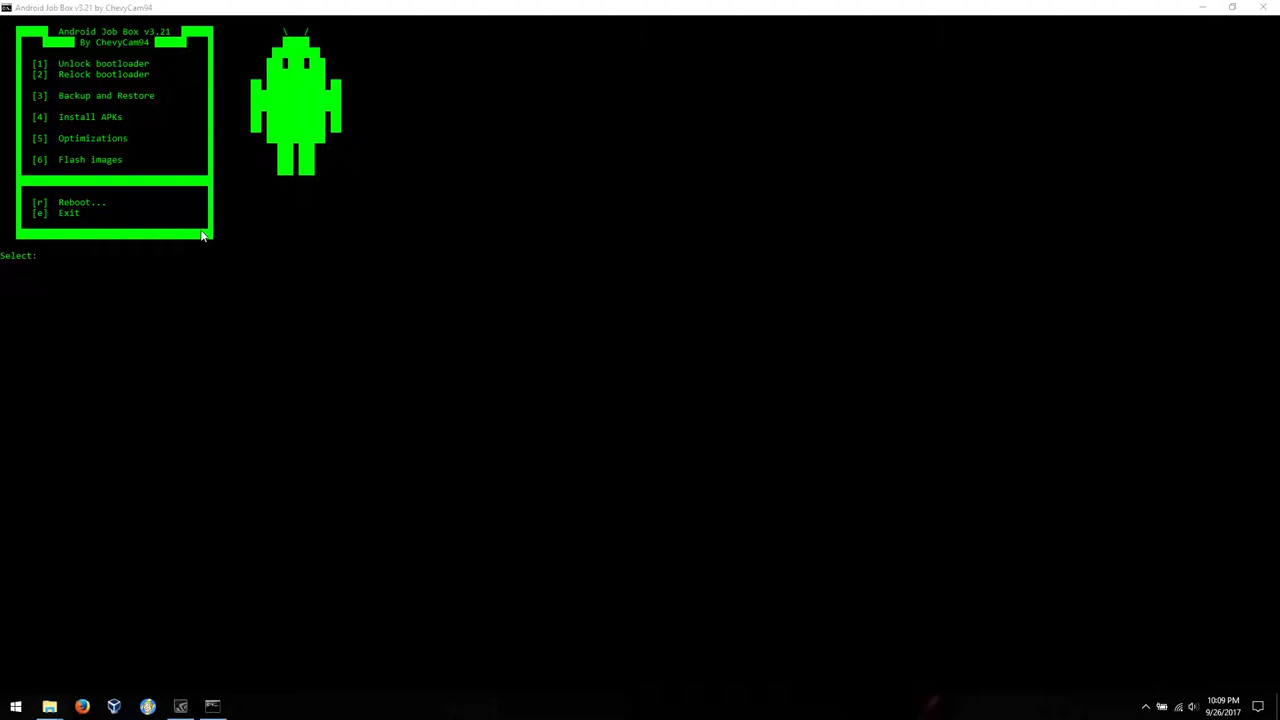 Android Job Box v3.21 by ChevyCam94
Android Job Box v3.21
By ChevyCam94
[1] Unlock bootloader
[2] Relock bootloader
[3] Backup and Restore
[4] Install APKs
[5] Optimizations
[6] Flash images
[r] Reboot...
[e] Exit
Select:
10:09 PM
9/26/2017